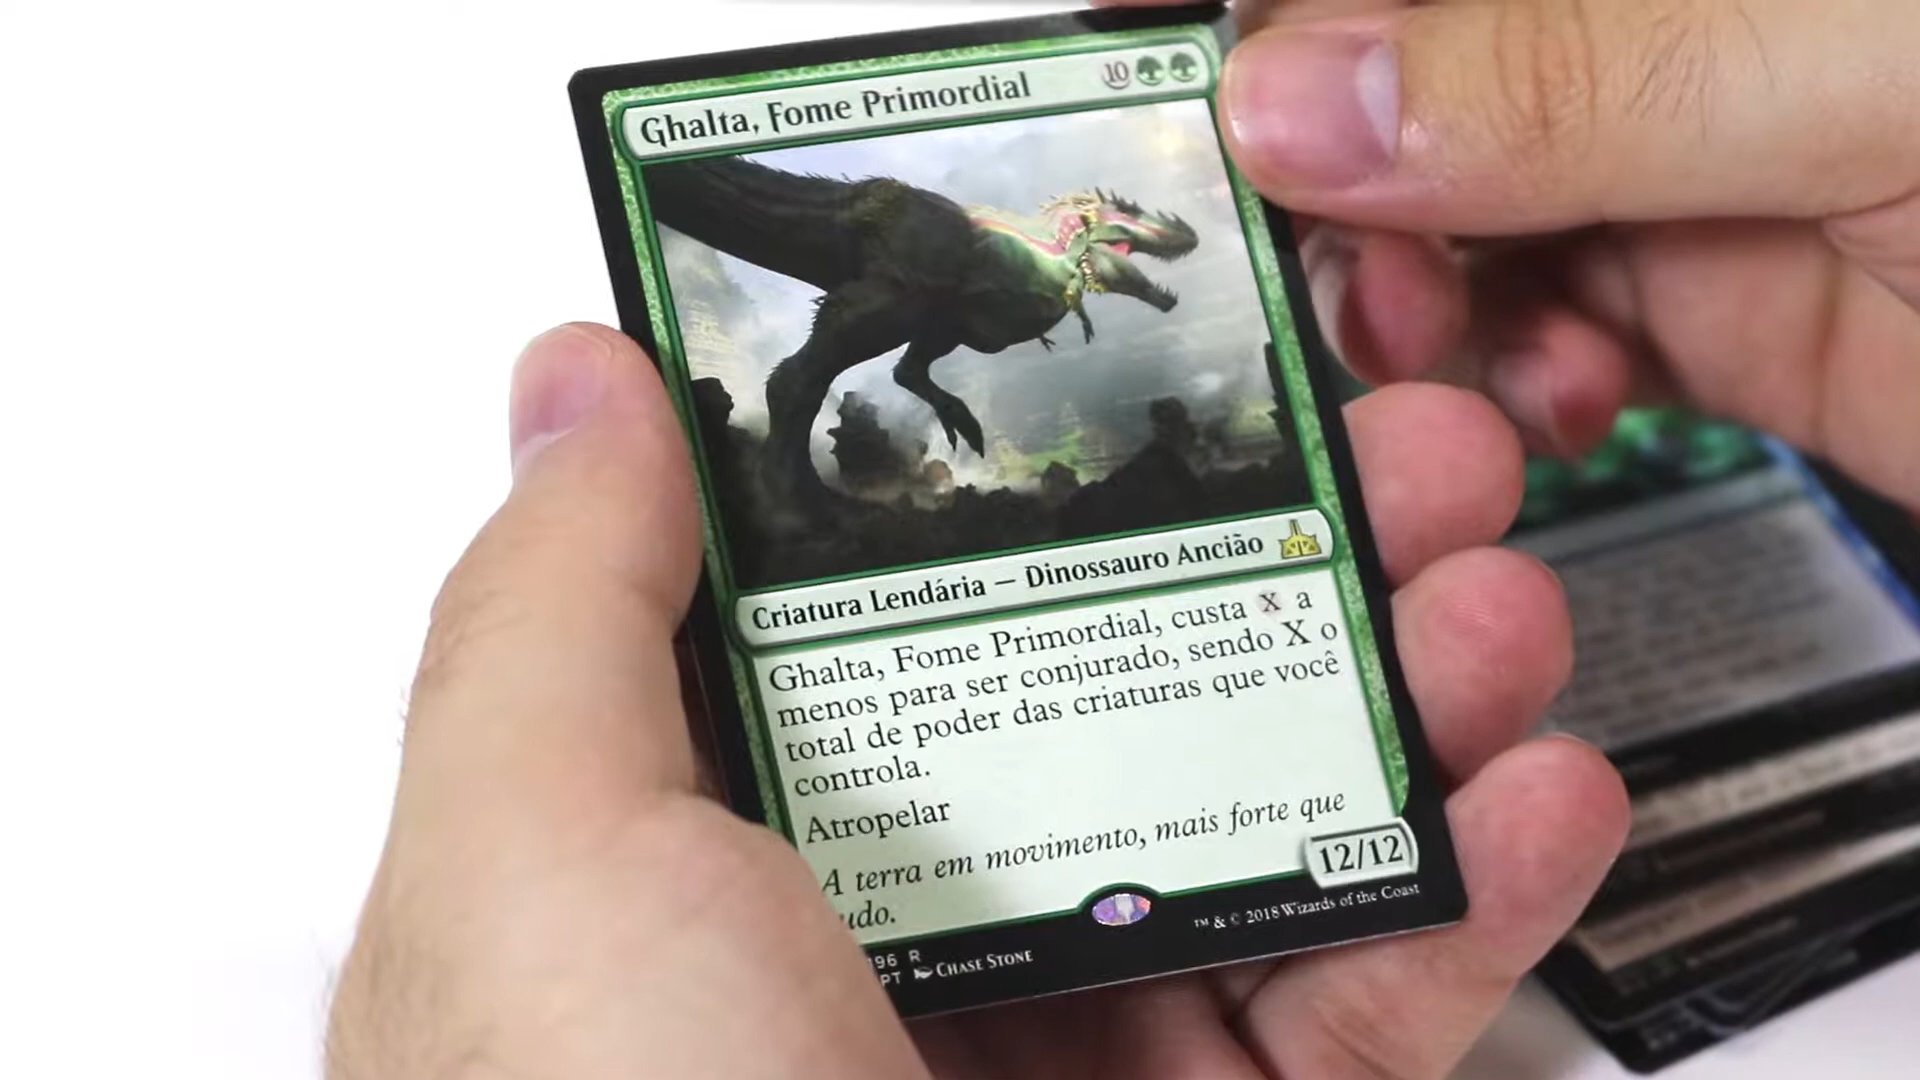 Ghalta, Fome Primordial 10
Criatura Lendária — Dinossauro Ancião
Ghalta, Fome Primordial, custa X a
menos para ser conjurado, sendo X o
total de poder das criaturas que você
controla.
Atropelar
A terra em movimento, mais forte que
udo.
12/12
96 R
PT CHASE STONE
™ & © 2018 Wizards of the Coast